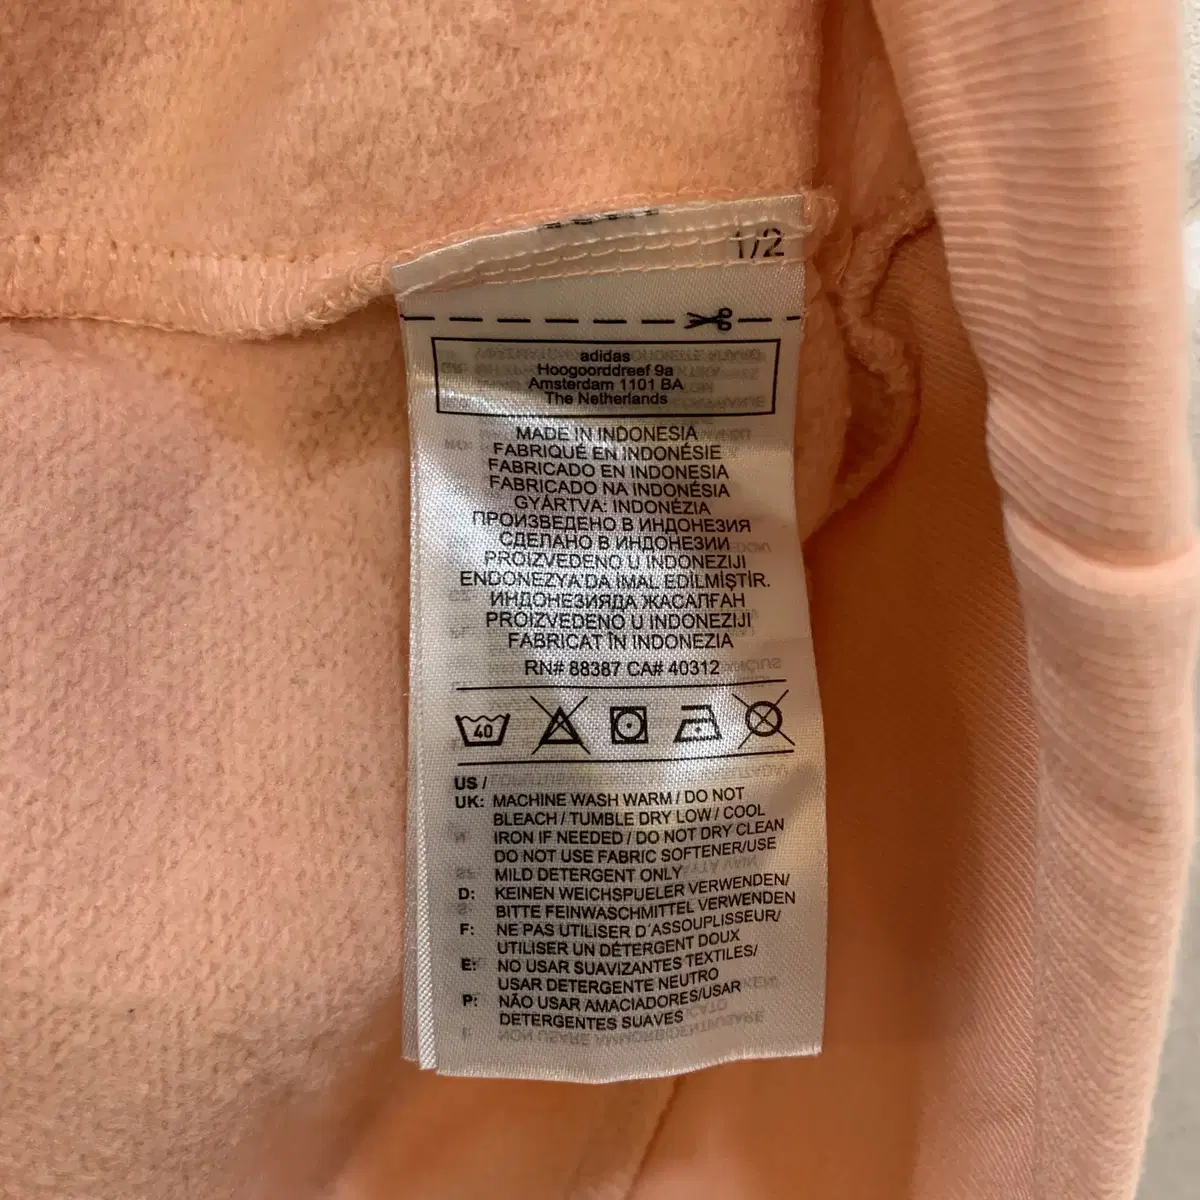 1/2
adidas
Hoogoorddreef 9a
Amsterdam 1101 BA
The Netherlands
MADE IN INDONESIA
FABRIQUÉ EN INDONÉSIE
FABRICADO EN INDONESIA
FABRICADO NA INDONÉSIA
GYÁRTVA: INDONÉZIA
ПРОИЗВЕДЕНО В ИНДОНЕЗИЯ
СДЕЛАНО В ИНДОНЕЗИИ
PROIZVEDENO U INDONEZIJI
ENDONEZYA'DA İMAL EDİLMİŞTİR.
ИНДОНЕЗИЯДА ЖАСАЛҒАН
PROIZVEDENO U INDONEZIJI
FABRICAT ÎN INDONEZIA
RN# 88387 CA# 40312
40
US /
UK: MACHINE WASH WARM / DO NOT
BLEACH / TUMBLE DRY LOW / COOL
IRON IF NEEDED / DO NOT DRY CLEAN
DO NOT USE FABRIC SOFTENER/USE
MILD DETERGENT ONLY
D: KEINEN WEICHSPUELER VERWENDEN/
BITTE FEINWASCHMITTEL VERWENDEN
F: NE PAS UTILISER D'ASSOUPLISSEUR/
UTILISER UN DÉTERGENT DOUX
E: NO USAR SUAVIZANTES TEXTILES/
USAR DETERGENTE NEUTRO
P: NÃO USAR AMACIADORES/USAR
DETERGENTES SUAVES